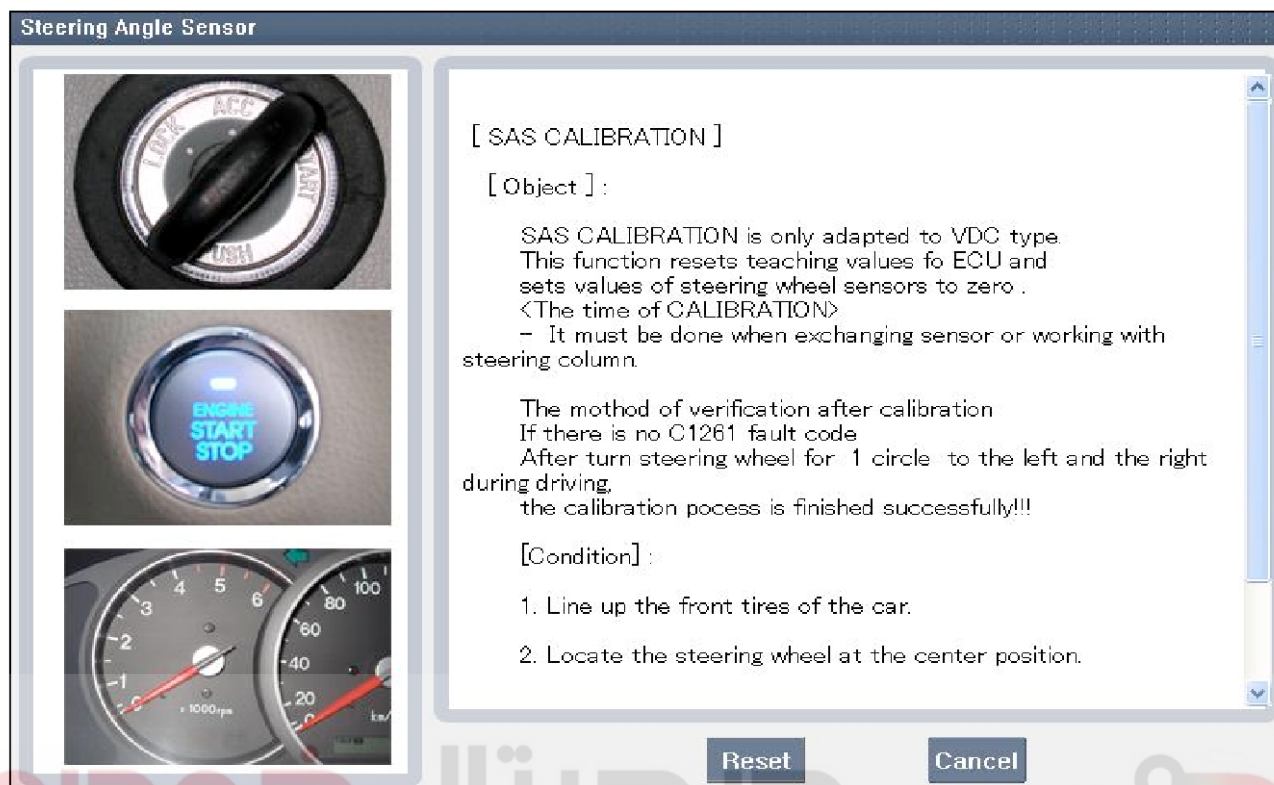 Steering Angle Sensor
LOCK
ACC
START
PUSH
ENGINE
START
STOP
0
1
2
3
4
5
6
x 1000rpm
0
20
40
60
80
100
km/
[ SAS CALIBRATION ]
[ Object ] :
SAS CALIBRATION is only adapted to VDC type.
This function resets teaching values fo ECU and
sets values of steering wheel sensors to zero .
<The time of CALIBRATION>
- It must be done when exchanging sensor or working with
steering column.
The mothod of verification after calibration
If there is no C1261 fault code
After turn steering wheel for 1 circle to the left and the right
during driving,
the calibration pocess is finished successfully!!!
[Condition] :
1. Line up the front tires of the car.
2. Locate the steering wheel at the center position.
Reset
Cancel